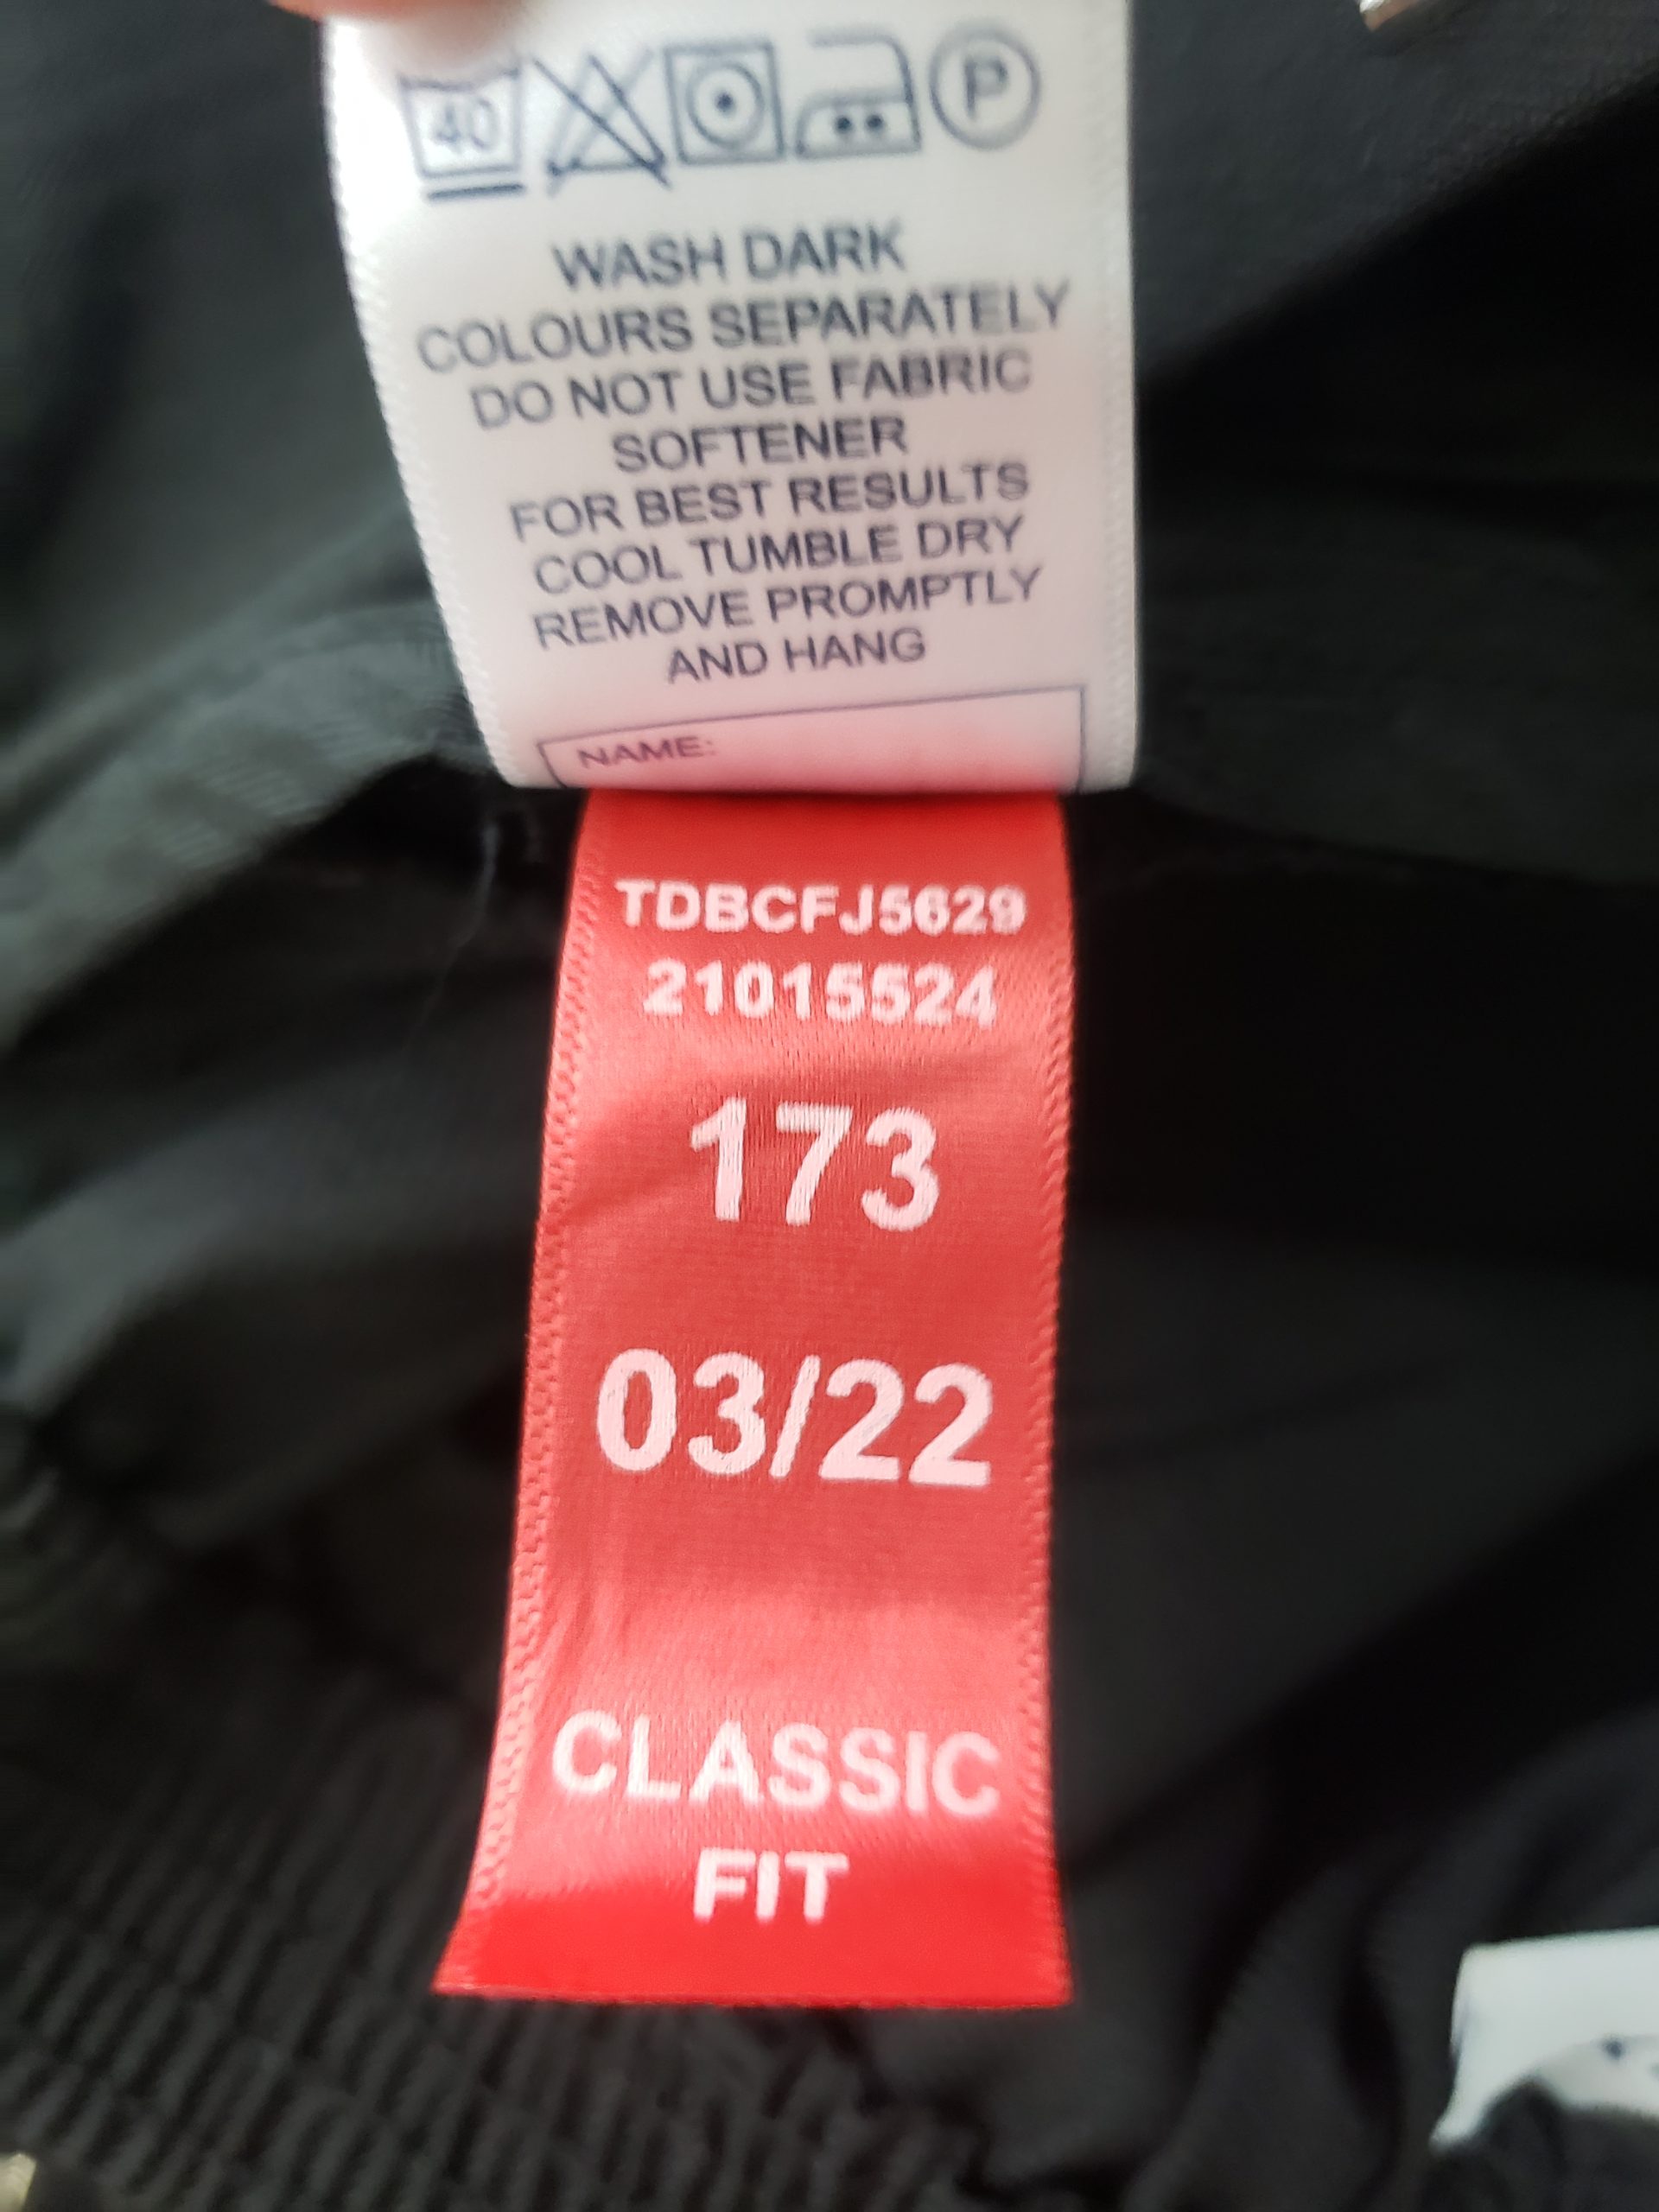 40
P
WASH DARK
COLOURS SEPARATELY
DO NOT USE FABRIC
SOFTENER
FOR BEST RESULTS
COOL TUMBLE DRY
REMOVE PROMPTLY
AND HANG
NAME:
TDBCFJ5629
21015524
173
03/22
CLASSIC
FIT